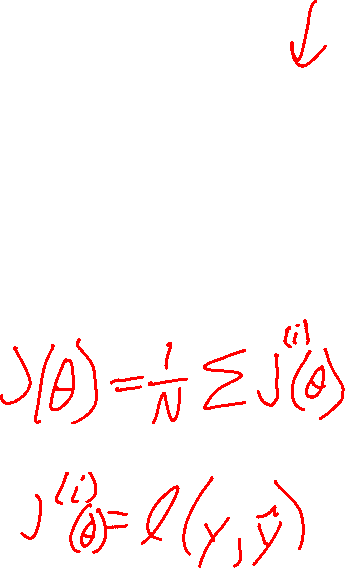 J(θ) = 1/N Σ J^(i)(θ)
J^(i)(θ) = ℓ(y, ŷ)